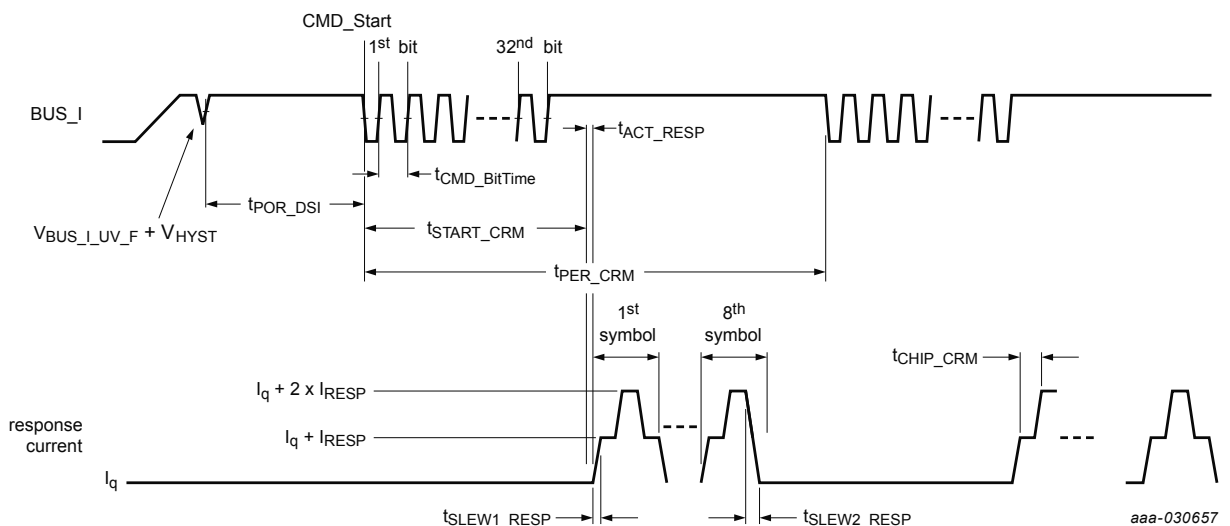 CMD_Start
1st bit
32nd bit
BUS_I
tACT_RESP
tCMD_BitTime
tPOR_DSI
tSTART_CRM
VBUS_I_UV_F + VHYST
tPER_CRM
1st
symbol
8th
symbol
tCHIP_CRM
Iq + 2 x IRESP
response
current
Iq + IRESP
Iq
tSLEW1_RESP
tSLEW2_RESP
aaa-030657